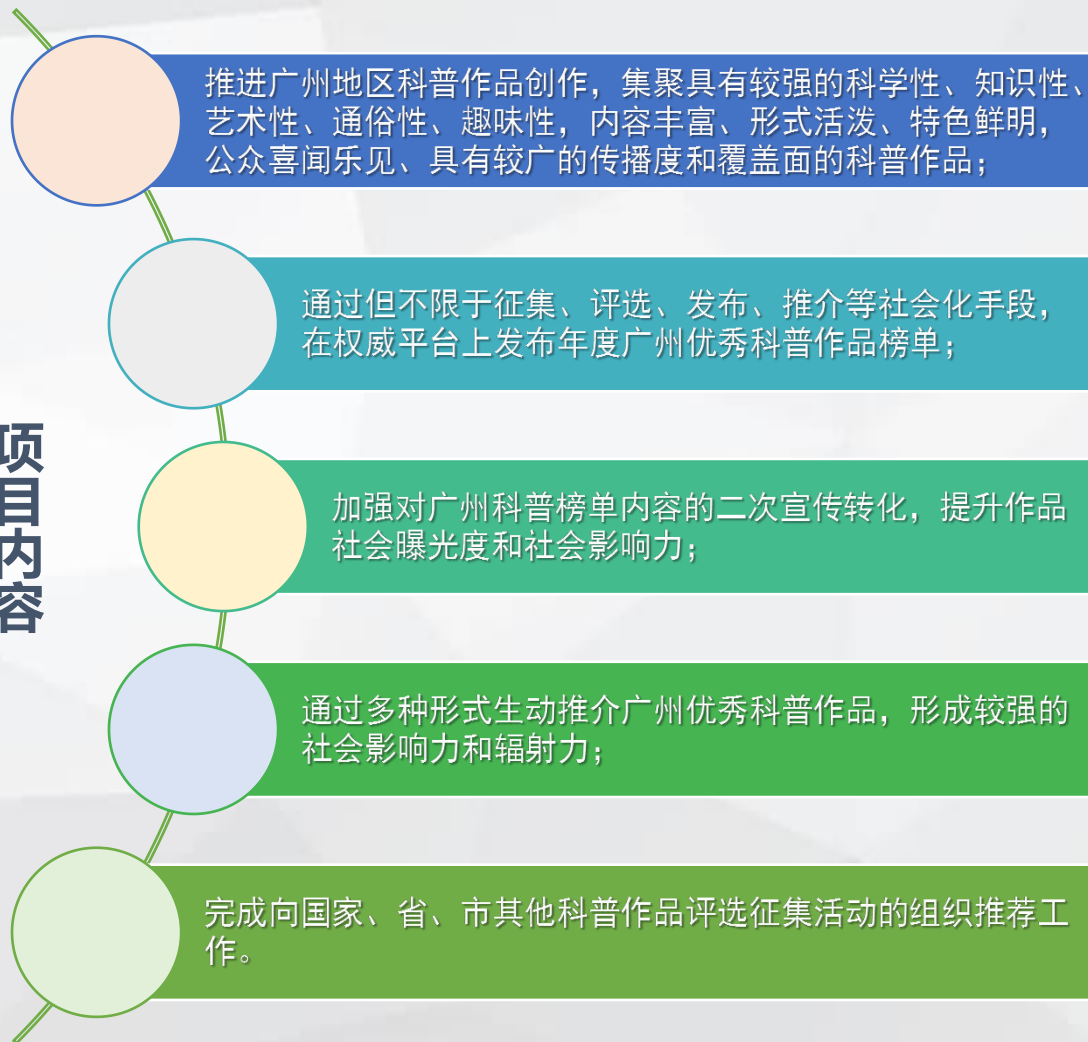 项目内容
推进广州地区科普作品创作，集聚具有较强的科学性、知识性、
艺术性、通俗性、趣味性，内容丰富、形式活泼、特色鲜明，
公众喜闻乐见、具有较广的传播度和覆盖面的科普作品；
通过但不限于征集、评选、发布、推介等社会化手段，
在权威平台上发布年度广州优秀科普作品榜单；
加强对广州科普榜单内容的二次宣传转化，提升作品
社会曝光度和社会影响力；
通过多种形式生动推介广州优秀科普作品，形成较强的
社会影响力和辐射力；
完成向国家、省、市其他科普作品评选征集活动的组织推荐工
作。